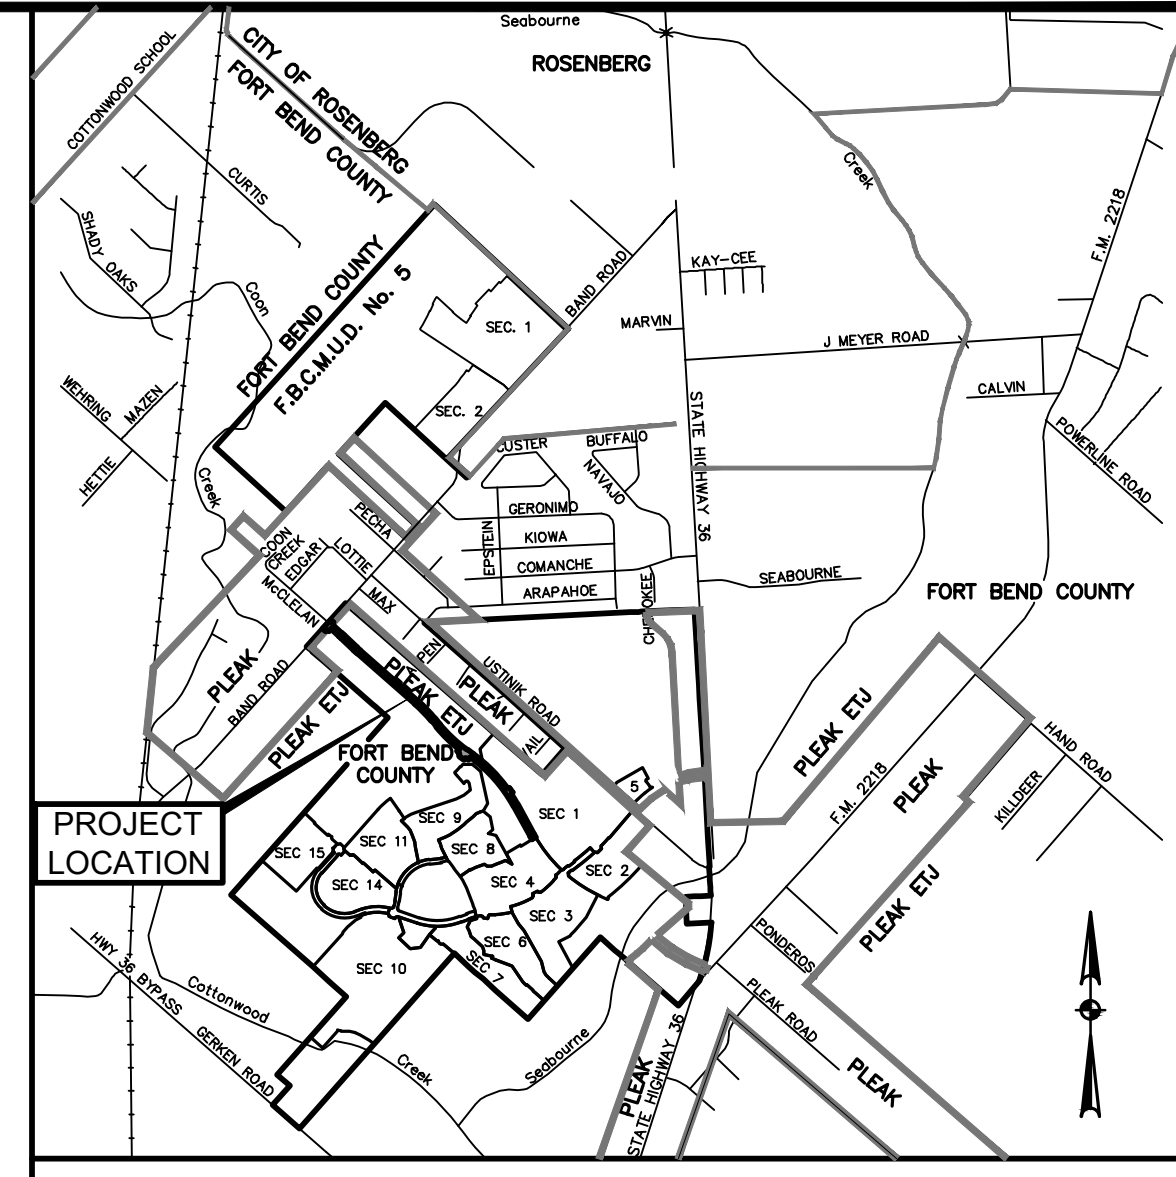 Seabourne
ROSENBERG
COTTONWOOD SCHOOL
CITY OF ROSENBERG
FORT BEND COUNTY
CURTIS
Creek
F.M. 2218
SHADY OAKS
Coon
FORT BEND COUNTY
F.B.C.M.U.D. No. 5
BAND ROAD
KAY-CEE
SEC. 1
MARVIN
J MEYER ROAD
WEHRING
MAZEN
HETTIE
SEC. 2
CALVIN
STATE HIGHWAY 36
POWERLINE ROAD
CUSTER
BUFFALO
NAVAJO
Creek
PECHA
GERONIMO
EPSTEIN
KIOWA
COMANCHE
ARAPAHOE
CHEROKEE
SEABOURNE
COON
CREEK
EDGAR
LOTTIE
McCLELAN
MAX
FORT BEND COUNTY
PEN
USTINIK ROAD
PLEAK
BAND ROAD
PLEAK ETJ
PLEAK ETJ
PLEAK
AIL
PLEAK ETJ
F.M. 2218
PLEAK
HAND ROAD
KILLDEER
FORT BEND
COUNTY
PROJECT
LOCATION
5
SEC 1
SEC 9
SEC 11
SEC 8
SEC 15
SEC 14
SEC 4
SEC 2
SEC 3
SEC 6
SEC 7
SEC 10
PLEAK ETJ
PONDEROS
HWY 36 BYPASS
GERKEN ROAD
Cottonwood
Creek
Seabourne
PLEAK ROAD
PLEAK
PLEAK
STATE HIGHWAY 36